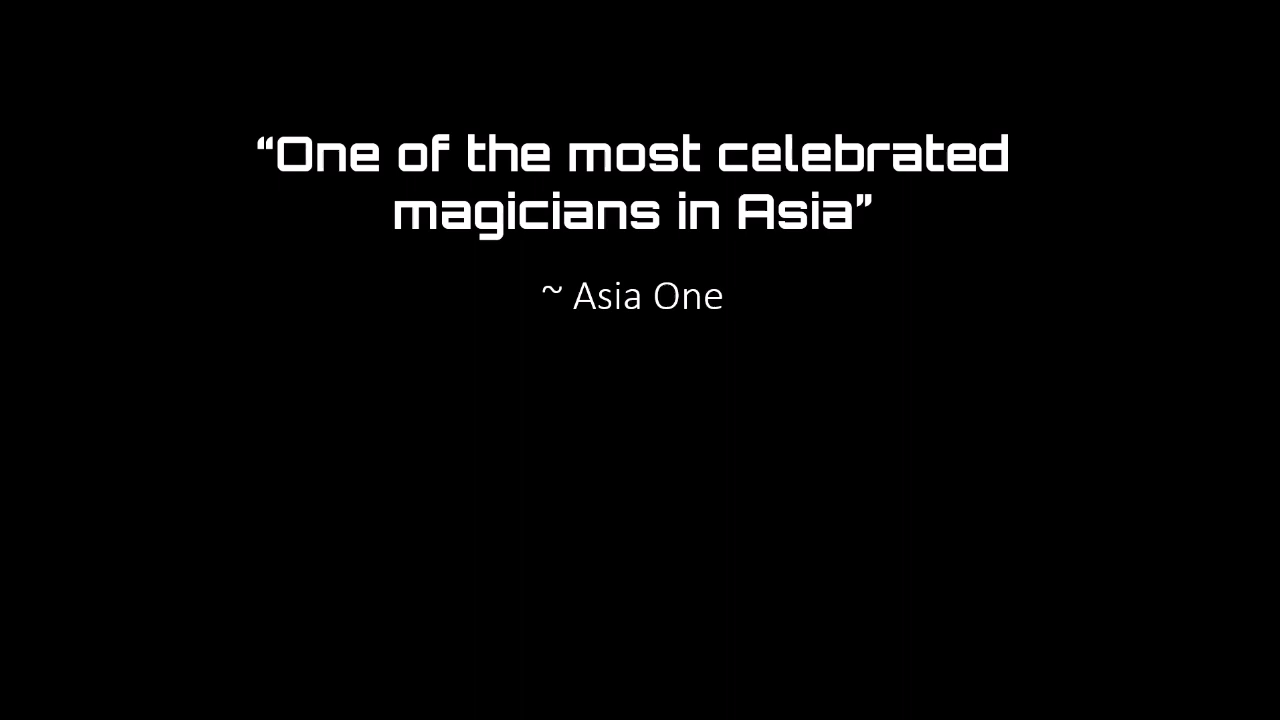 “One of the most celebrated
magicians in Asia”
~ Asia One